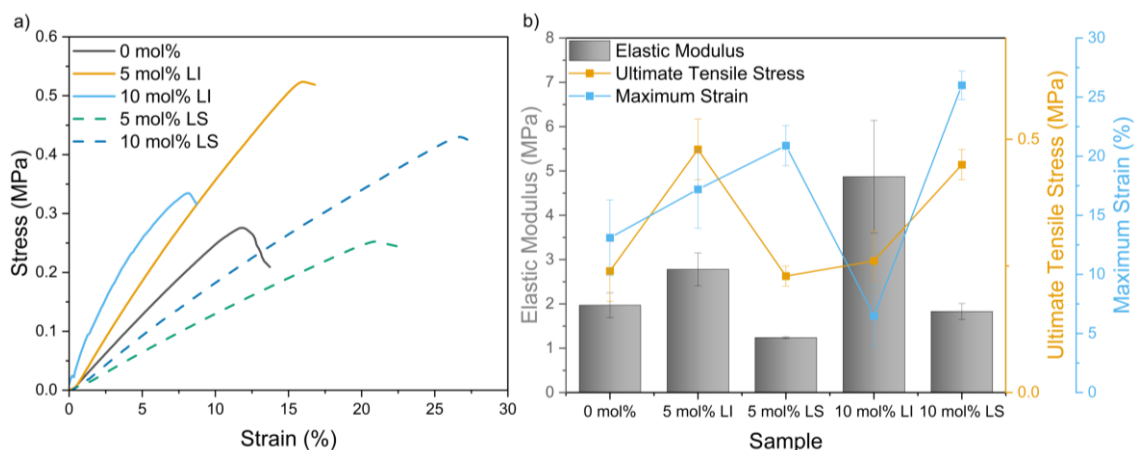 a)
0.6
0.5
0.4
0.3
0.2
0.1
0.0
Stress (MPa)
0 mol%
5 mol% LI
10 mol% LI
5 mol% LS
10 mol% LS
0 5 10 15 20 25 30
Strain (%)
b)
8
7
6
5
4
3
2
1
0
Elastic Modulus (MPa)
Elastic Modulus
Ultimate Tensile Stress
Maximum Strain
0 mol% 5 mol% LI 5 mol% LS 10 mol% LI 10 mol% LS
Sample
0.5
0.0
Ultimate Tensile Stress (MPa)
30
25
20
15
10
5
0
Maximum Strain (%)